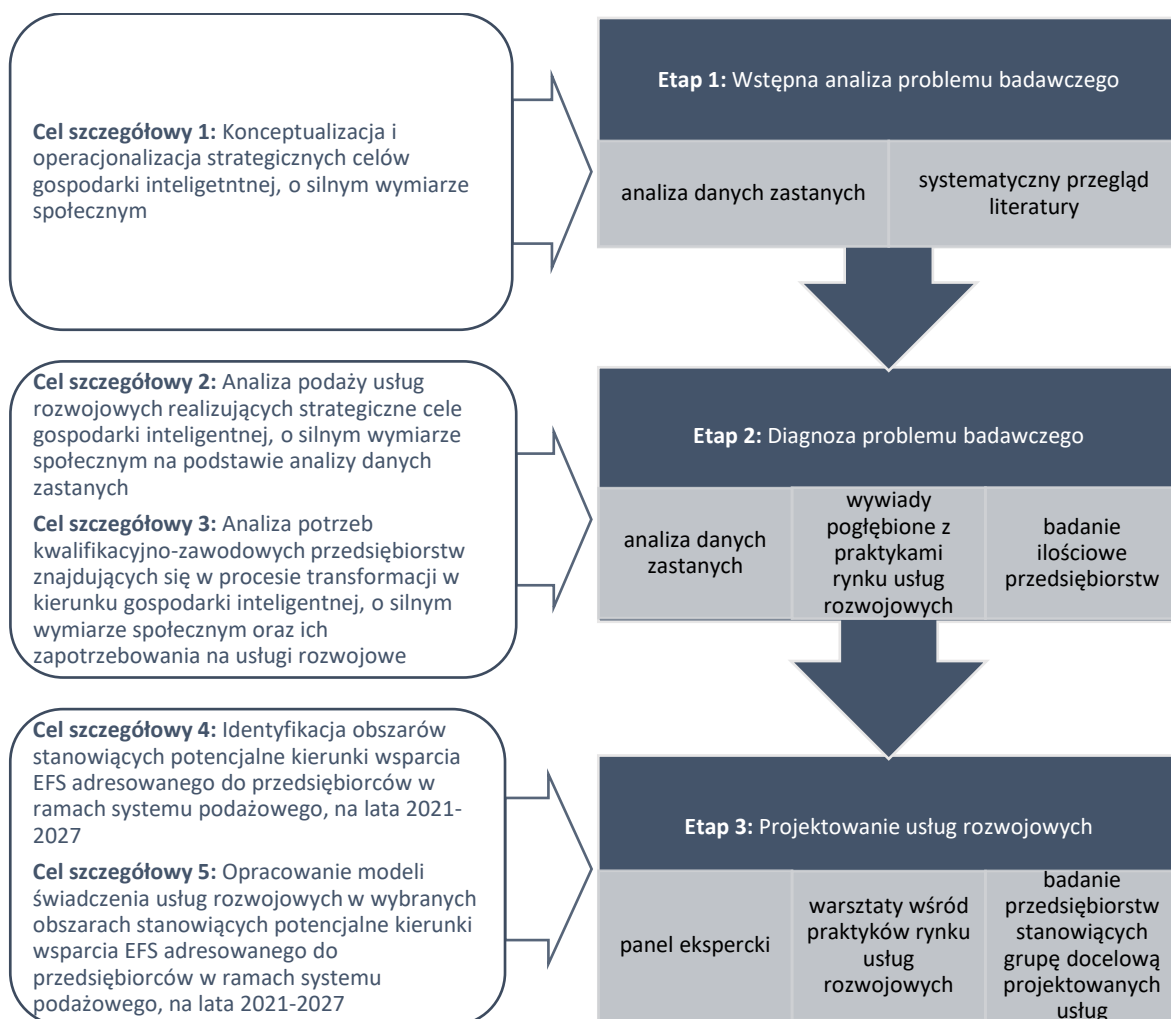 Cel szczegółowy 1: Konceptualizacja i
operacjonalizacja strategicznych celów
gospodarki inteligetntnej, o silnym wymiarze
społecznym
Etap 1: Wstępna analiza problemu badawczego
analiza danych zastanych
systematyczny przegląd
literatury
Cel szczegółowy 2: Analiza podaży usług
rozwojowych realizujących strategiczne cele
gospodarki inteligentnej, o silnym wymiarze
społecznym na podstawie analizy danych
zastanych
Cel szczegółowy 3: Analiza potrzeb
kwalifikacyjno-zawodowych przedsiębiorstw
znajdujących się w procesie transformacji w
kierunku gospodarki inteligentnej, o silnym
wymiarze społecznym oraz ich
zapotrzebowania na usługi rozwojowe
Etap 2: Diagnoza problemu badawczego
analiza danych
zastanych
wywiady
pogłębione z
praktykami
rynku usług
rozwojowych
badanie
ilościowe
przedsiębiorstw
Cel szczegółowy 4: Identyfikacja obszarów
stanowiących potencjalne kierunki wsparcia
EFS adresowanego do przedsiębiorców w
ramach systemu podażowego, na lata 2021-
2027
Cel szczegółowy 5: Opracowanie modeli
świadczenia usług rozwojowych w wybranych
obszarach stanowiących potencjalne kierunki
wsparcia EFS adresowanego do
przedsiębiorców w ramach systemu
podażowego, na lata 2021-2027
Etap 3: Projektowanie usług rozwojowych
panel ekspercki
warsztaty wśród
praktyków rynku
usług
rozwojowych
badanie
przedsiębiorstw
stanowiących
grupę docelową
projektowanych
usług